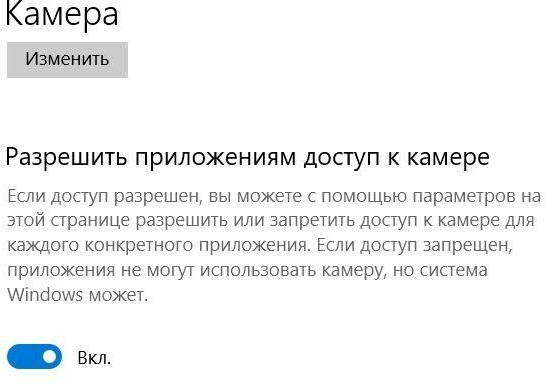 Камера
Изменить
Разрешить приложениям доступ к камере
Если доступ разрешен, вы можете с помощью параметров на
этой странице разрешить или запретить доступ к камере для
каждого конкретного приложения. Если доступ запрещен,
приложения не могут использовать камеру, но система
Windows может.
Вкл.